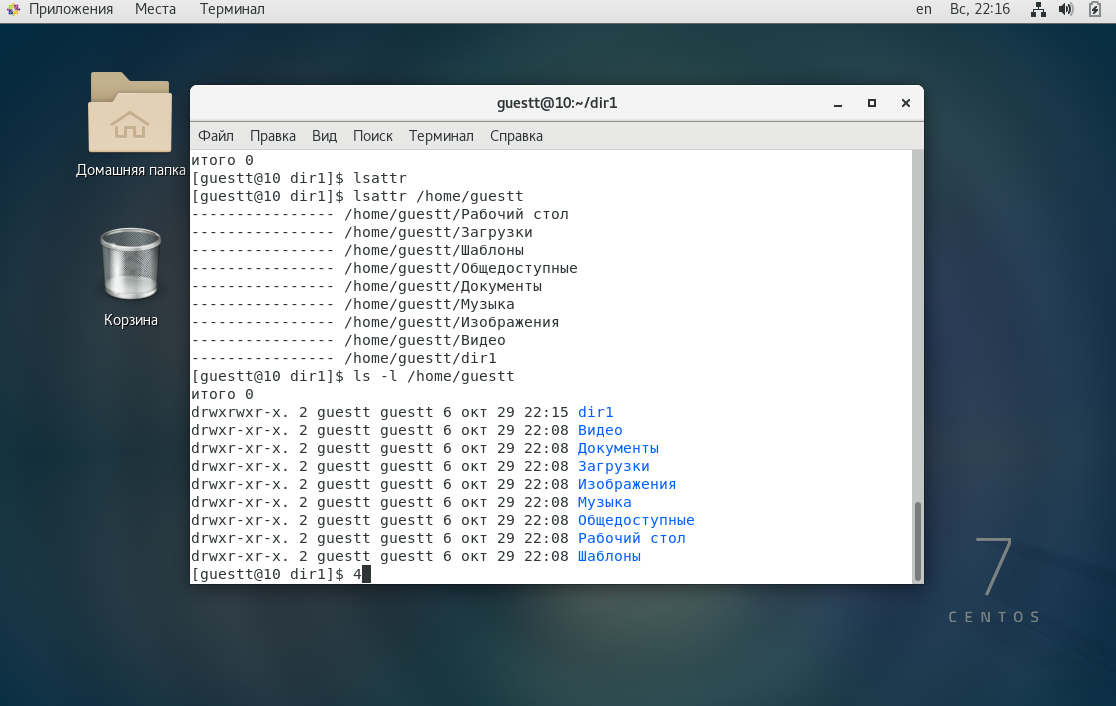 Приложения Места Терминал en Вс, 22:16
Домашняя папка
Корзина
guestt@10:~/dir1
Файл Правка Вид Поиск Терминал Справка
итого 0
[guestt@10 dir1]$ lsattr
[guestt@10 dir1]$ lsattr /home/guestt
---------------- /home/guestt/Рабочий стол
---------------- /home/guestt/Загрузки
---------------- /home/guestt/Шаблоны
---------------- /home/guestt/Общедоступные
---------------- /home/guestt/Документы
---------------- /home/guestt/Музыка
---------------- /home/guestt/Изображения
---------------- /home/guestt/Видео
---------------- /home/guestt/dir1
[guestt@10 dir1]$ ls -l /home/guestt
итого 0
drwxrwxr-x. 2 guestt guestt 6 окт 29 22:15 dir1
drwxr-xr-x. 2 guestt guestt 6 окт 29 22:08 Видео
drwxr-xr-x. 2 guestt guestt 6 окт 29 22:08 Документы
drwxr-xr-x. 2 guestt guestt 6 окт 29 22:08 Загрузки
drwxr-xr-x. 2 guestt guestt 6 окт 29 22:08 Изображения
drwxr-xr-x. 2 guestt guestt 6 окт 29 22:08 Музыка
drwxr-xr-x. 2 guestt guestt 6 окт 29 22:08 Общедоступные
drwxr-xr-x. 2 guestt guestt 6 окт 29 22:08 Рабочий стол
drwxr-xr-x. 2 guestt guestt 6 окт 29 22:08 Шаблоны
[guestt@10 dir1]$ 4
7
CENTOS